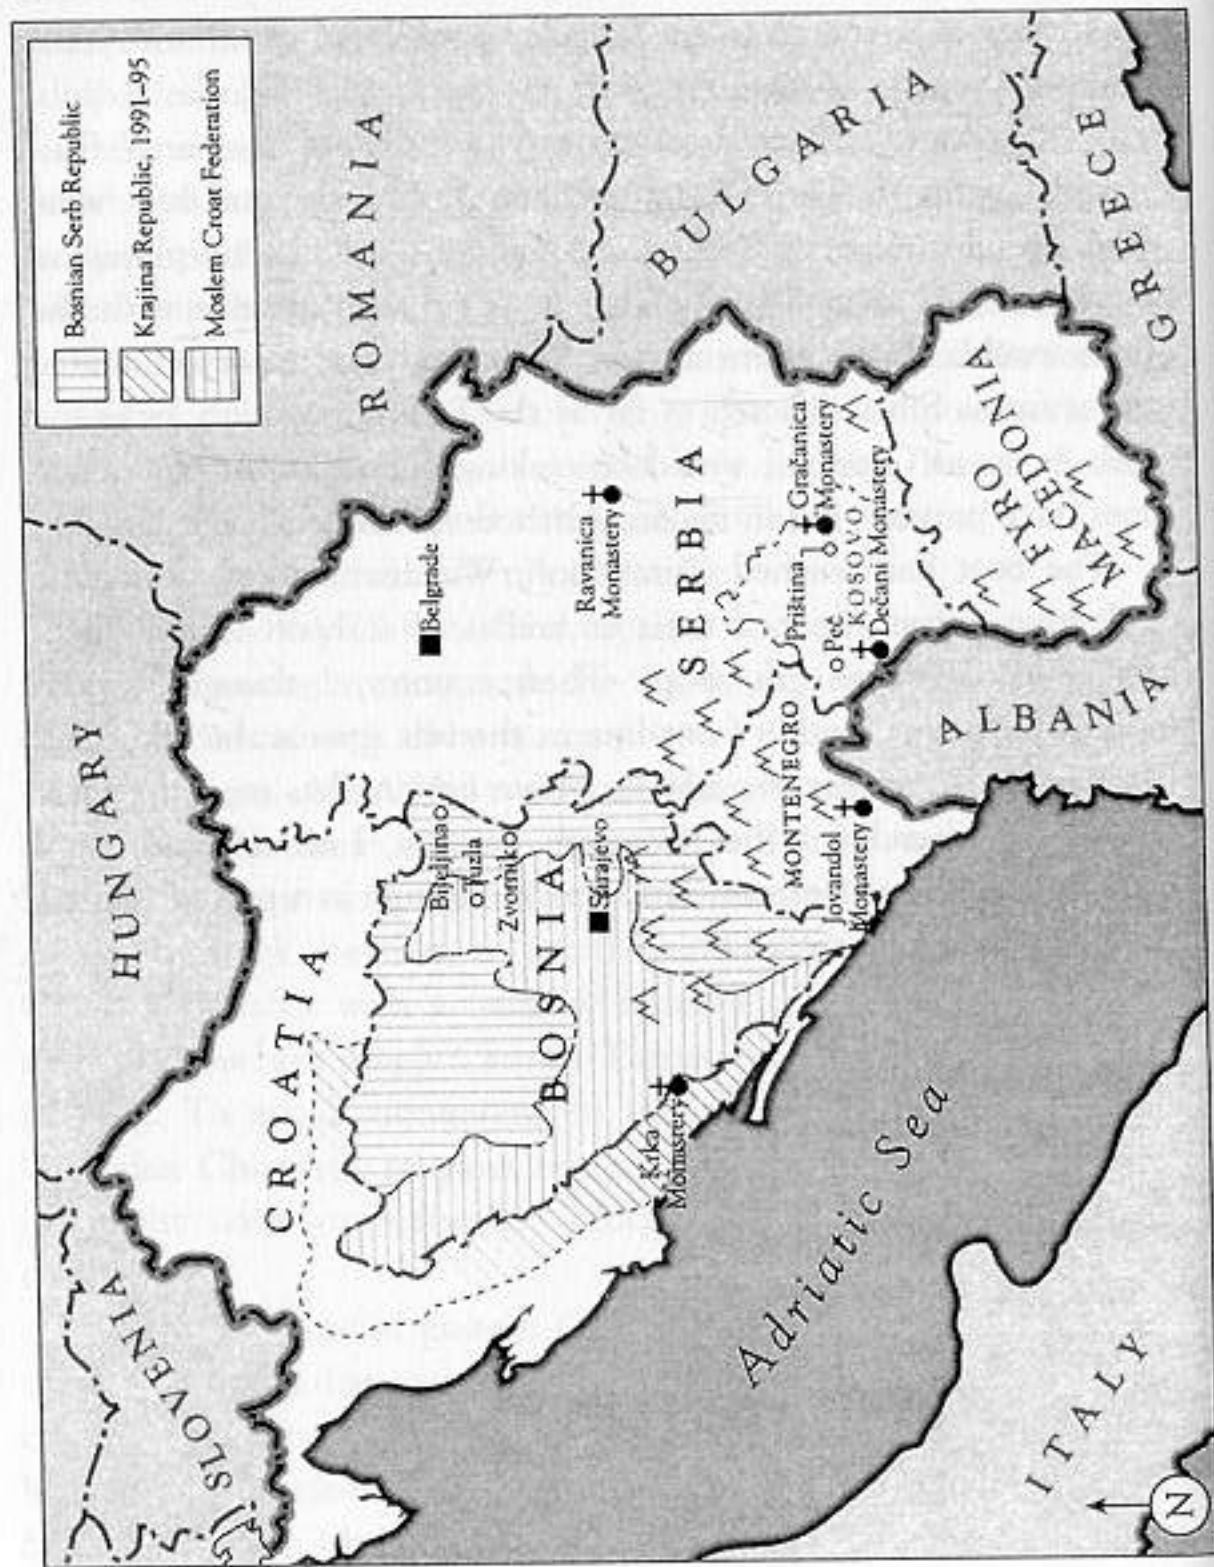 Bosnian Serb Republic
Krajina Republic, 1991–95
Moslem Croat Federation
HUNGARY
SLOVENIA
ROMANIA
CROATIA
Belgrade
Bijeljina
Tuzla
Zvornik
BOSNIA
Sarajevo
Ravanica
Monastery
SERBIA
BULGARIA
Krka
Momsrery
MONTENEGRO
Priština
Gračanica
Monastery
Peč
KOSOVO
Dečani Monastery
Jovandol
Monastery
FYRO
MACEDONIA
ALBANIA
GREECE
Adriatic Sea
ITALY
N